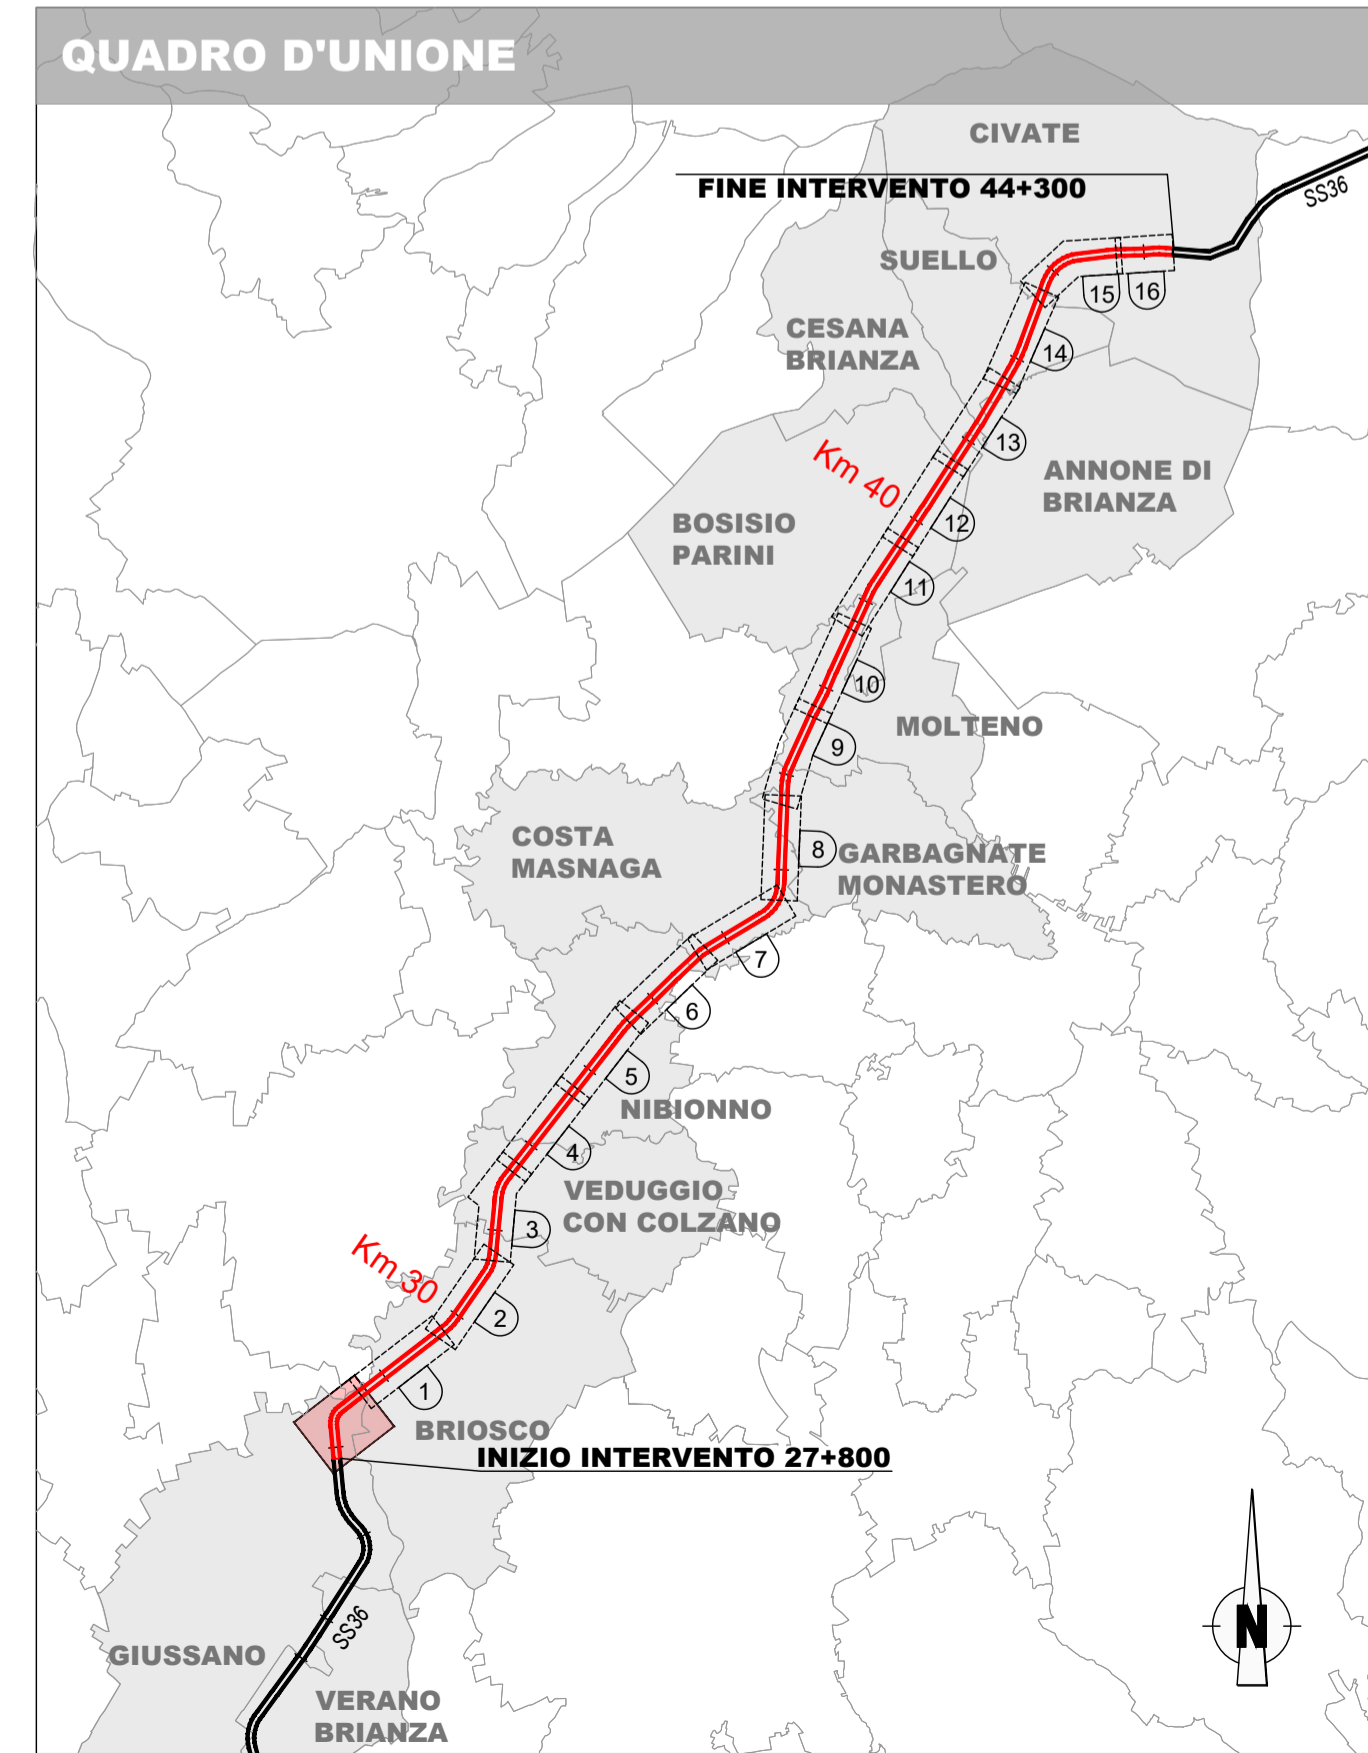 QUADRO D'UNIONE
CIVATE
FINE INTERVENTO 44+300
SS36
SUELLO
15
16
CESANA
BRIANZA
14
13
Km 40
ANNONE DI
BRIANZA
BOSISIO
PARINI
12
11
10
MOLTENO
9
COSTA
MASNAGA
8
GARBAGNATE
MONASTERO
7
6
5
NIBIONNO
4
VEDUGGIO
CON COLZANO
3
Km 30
2
1
BRIOSCO
INIZIO INTERVENTO 27+800
SS36
GIUSSANO
VERANO
BRIANZA
N